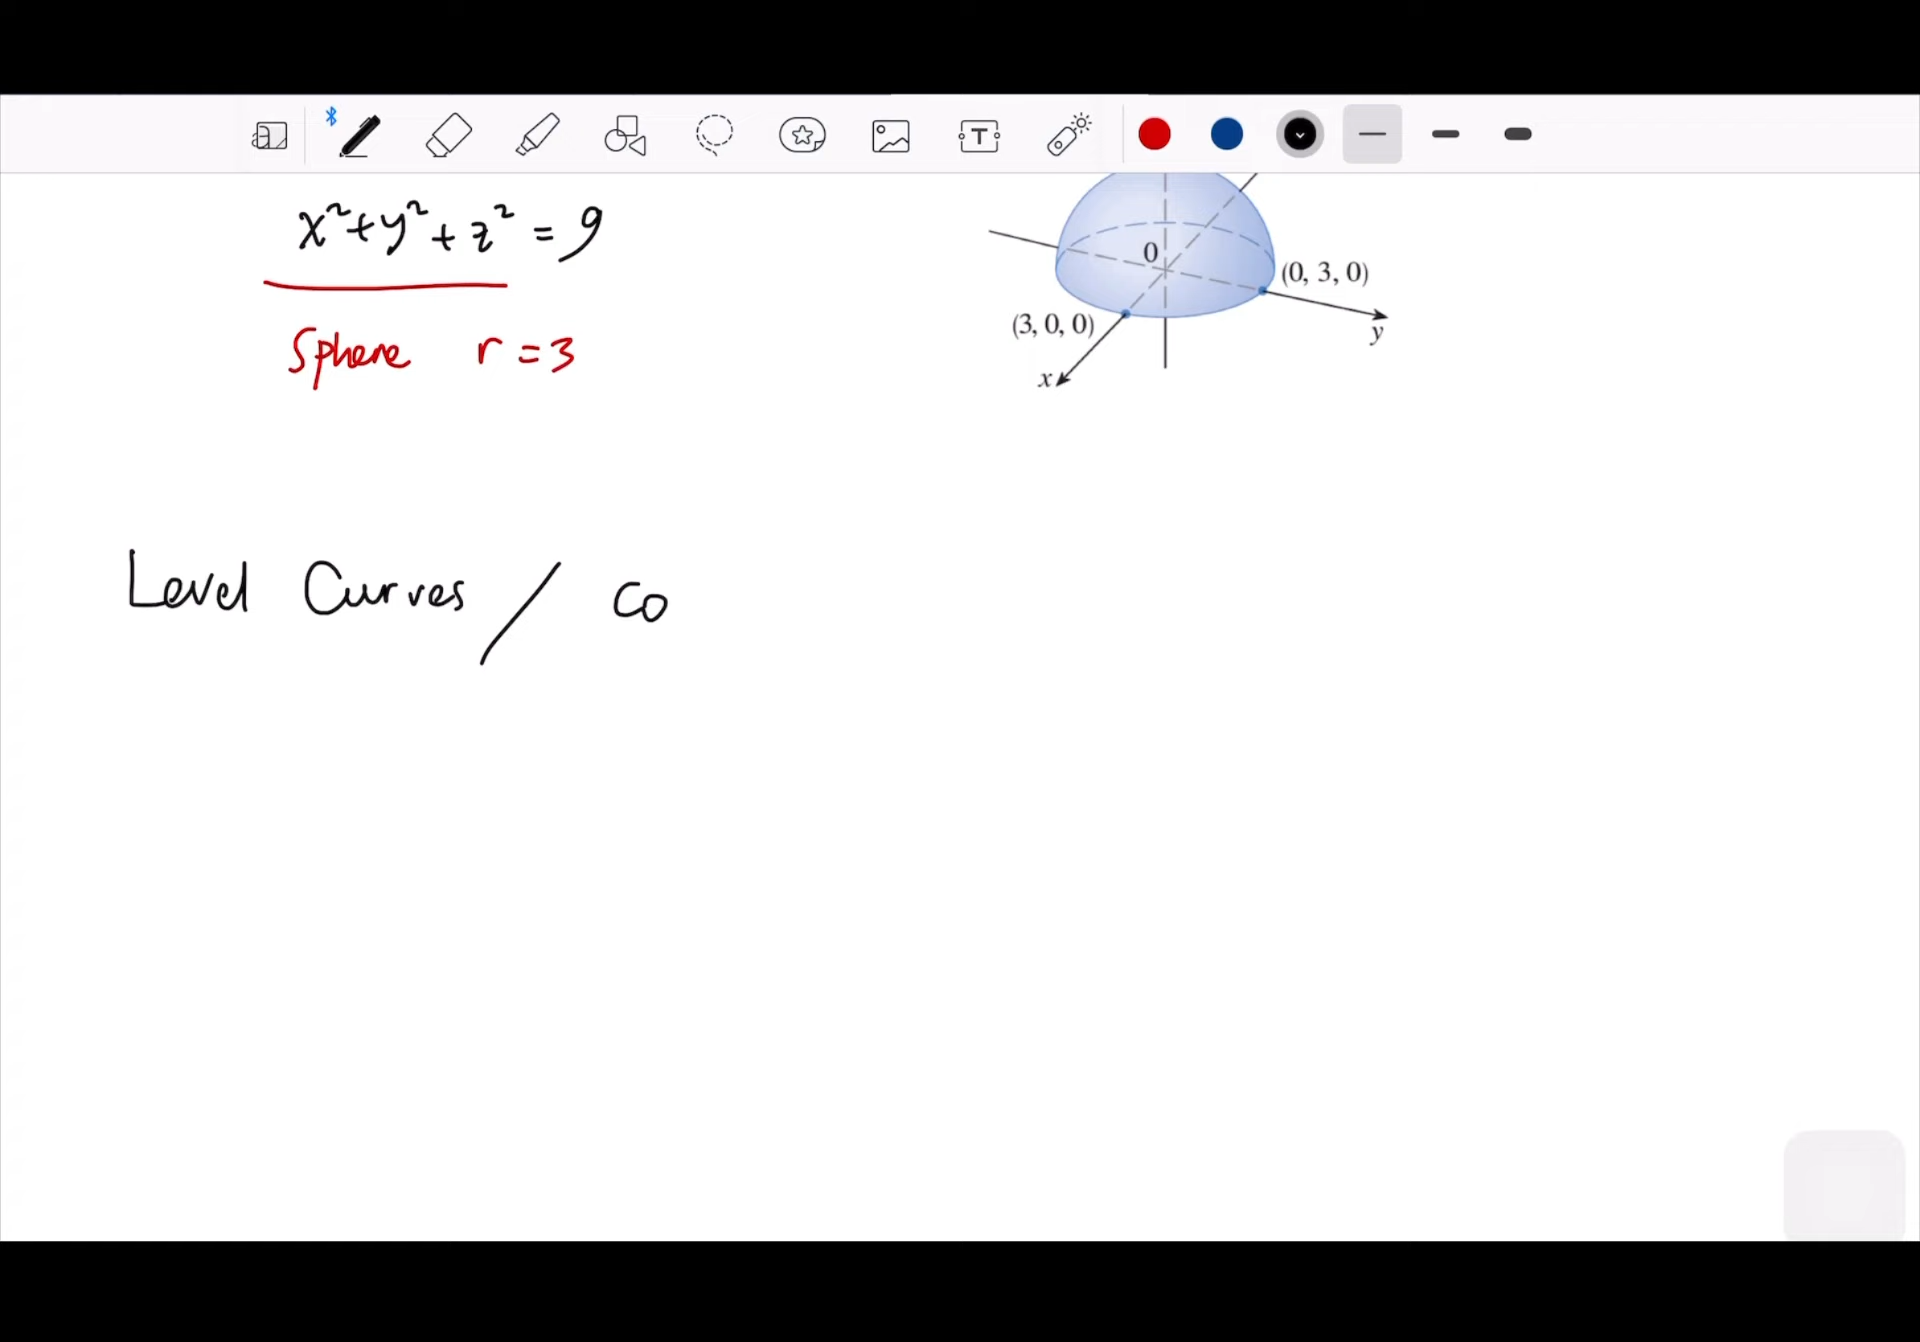 x²+y²+z² = 9
Sphere r = 3
0
(0, 3, 0)
(3, 0, 0)
y
x
Level Curves / co